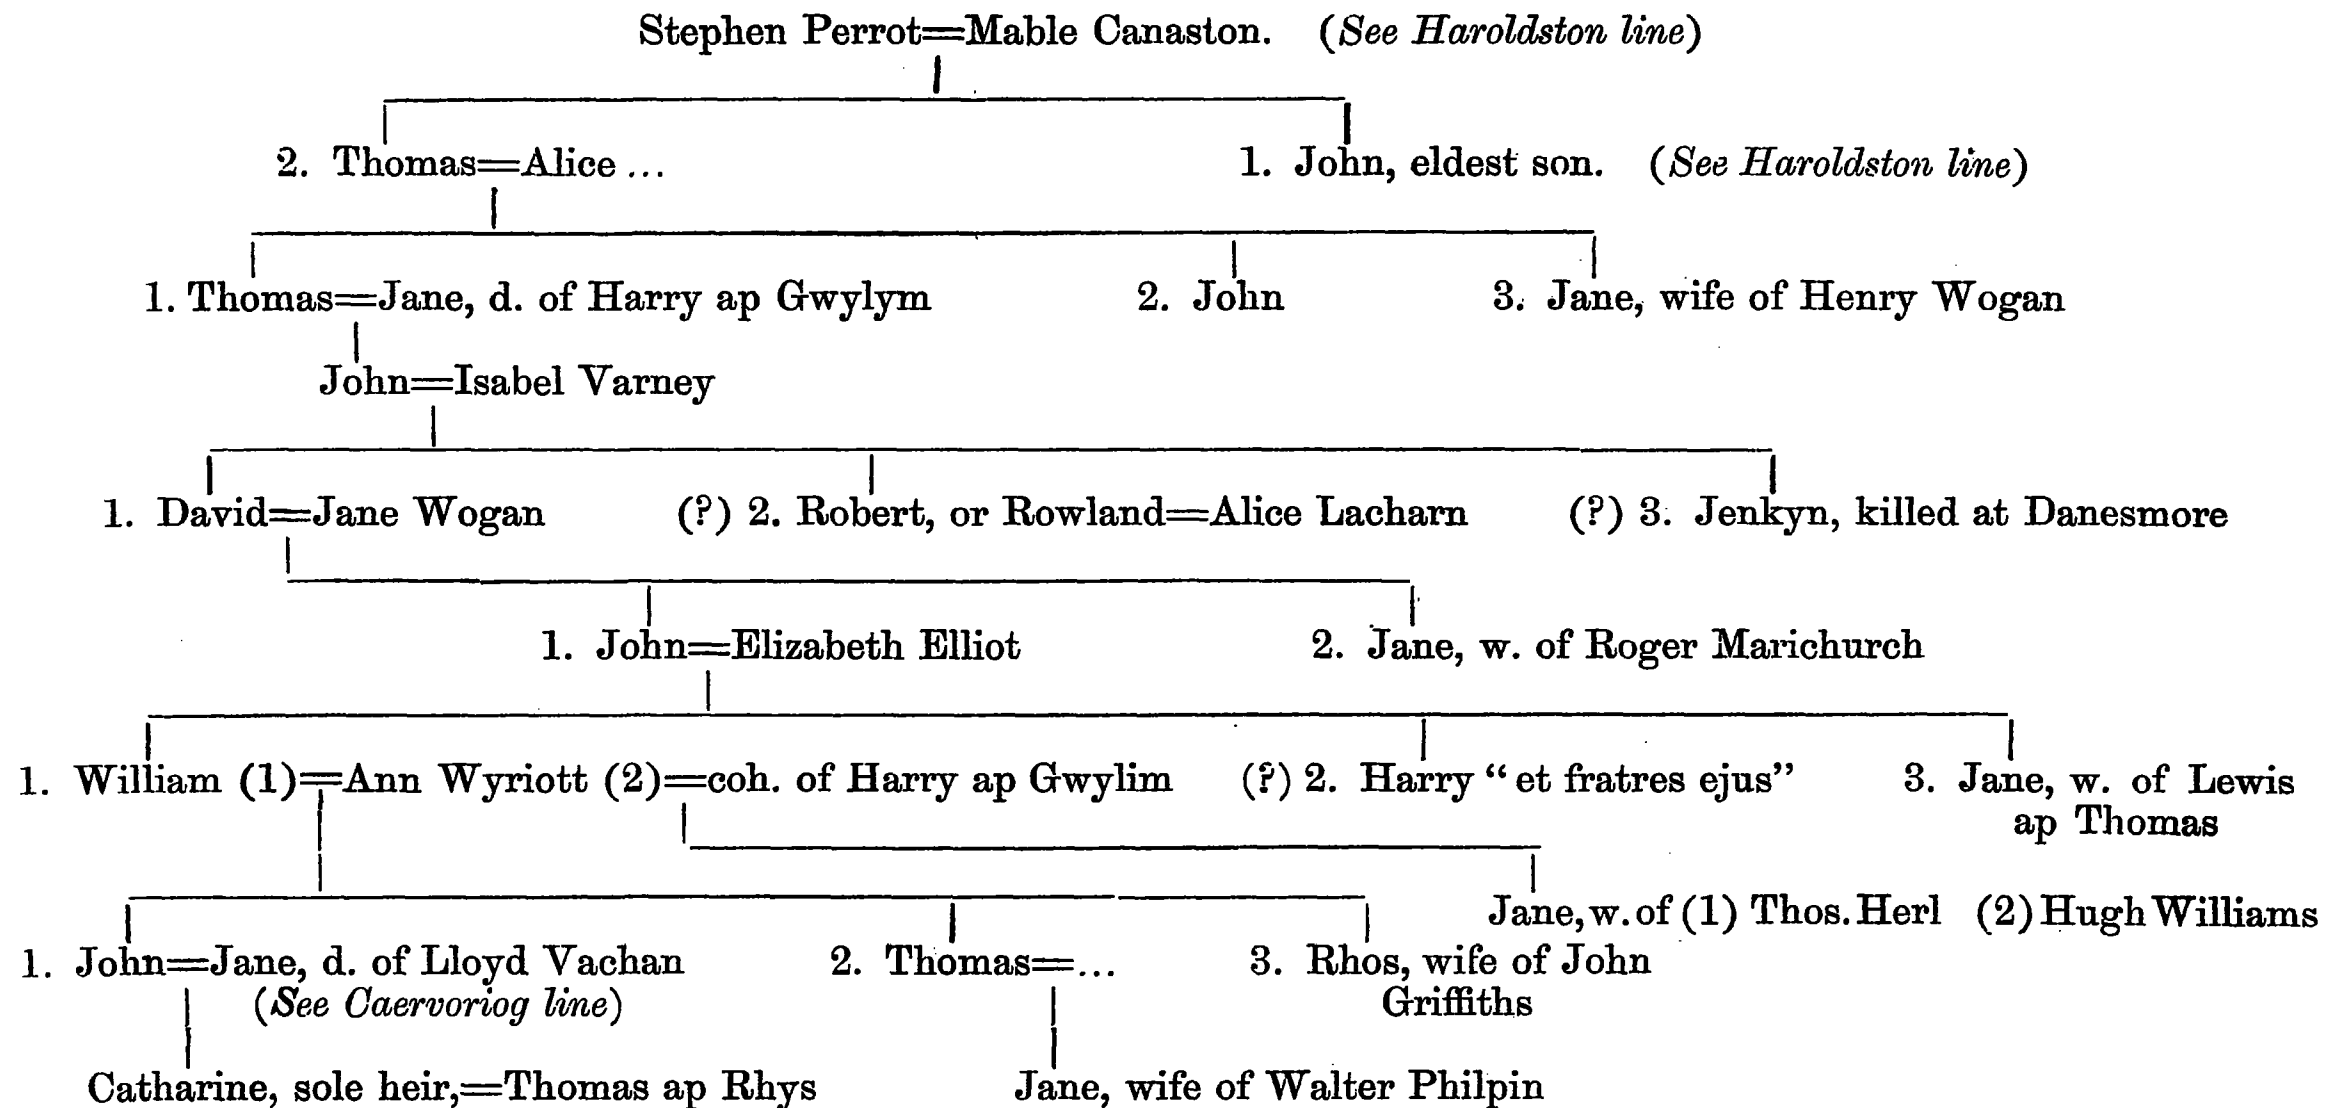 Stephen Perrot=Mable Canaston. (See Haroldston line)
2. Thomas=Alice ... 1. John, eldest son. (See Haroldston line)
1. Thomas=Jane, d. of Harry ap Gwylym 2. John 3. Jane, wife of Henry Wogan
John=Isabel Varney
1. David=Jane Wogan (?) 2. Robert, or Rowland=Alice Lacharn (?) 3. Jenkyn, killed at Danesmore
1. John=Elizabeth Elliot 2. Jane, w. of Roger Marichurch
1. William (1)=Ann Wyriott (2)=coh. of Harry ap Gwylim (?) 2. Harry "et fratres ejus" 3. Jane, w. of Lewis
ap Thomas
Jane, w. of (1) Thos. Herl (2) Hugh Williams
1. John=Jane, d. of Lloyd Vachan 2. Thomas=... 3. Rhos, wife of John
(See Caervoriog line) Griffiths
Catharine, sole heir,=Thomas ap Rhys Jane, wife of Walter Philpin